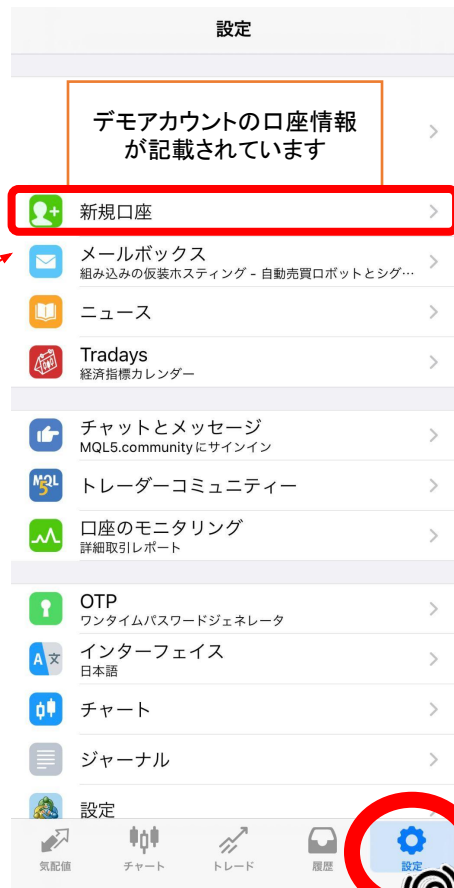 設定
デモアカウントの口座情報
が記載されています
新規口座
メールボックス
組み込みの仮装ホスティング - 自動売買ロボットとシグ…
ニュース
Tradays
経済指標カレンダー
チャットとメッセージ
MQL5.communityにサインイン
MQL
5
トレーダーコミュニティー
口座のモニタリング
詳細取引レポート
OTP
ワンタイムパスワードジェネレータ
A 文
インターフェイス
日本語
チャート
ジャーナル
設定
気配値 チャート トレード 履歴 設定